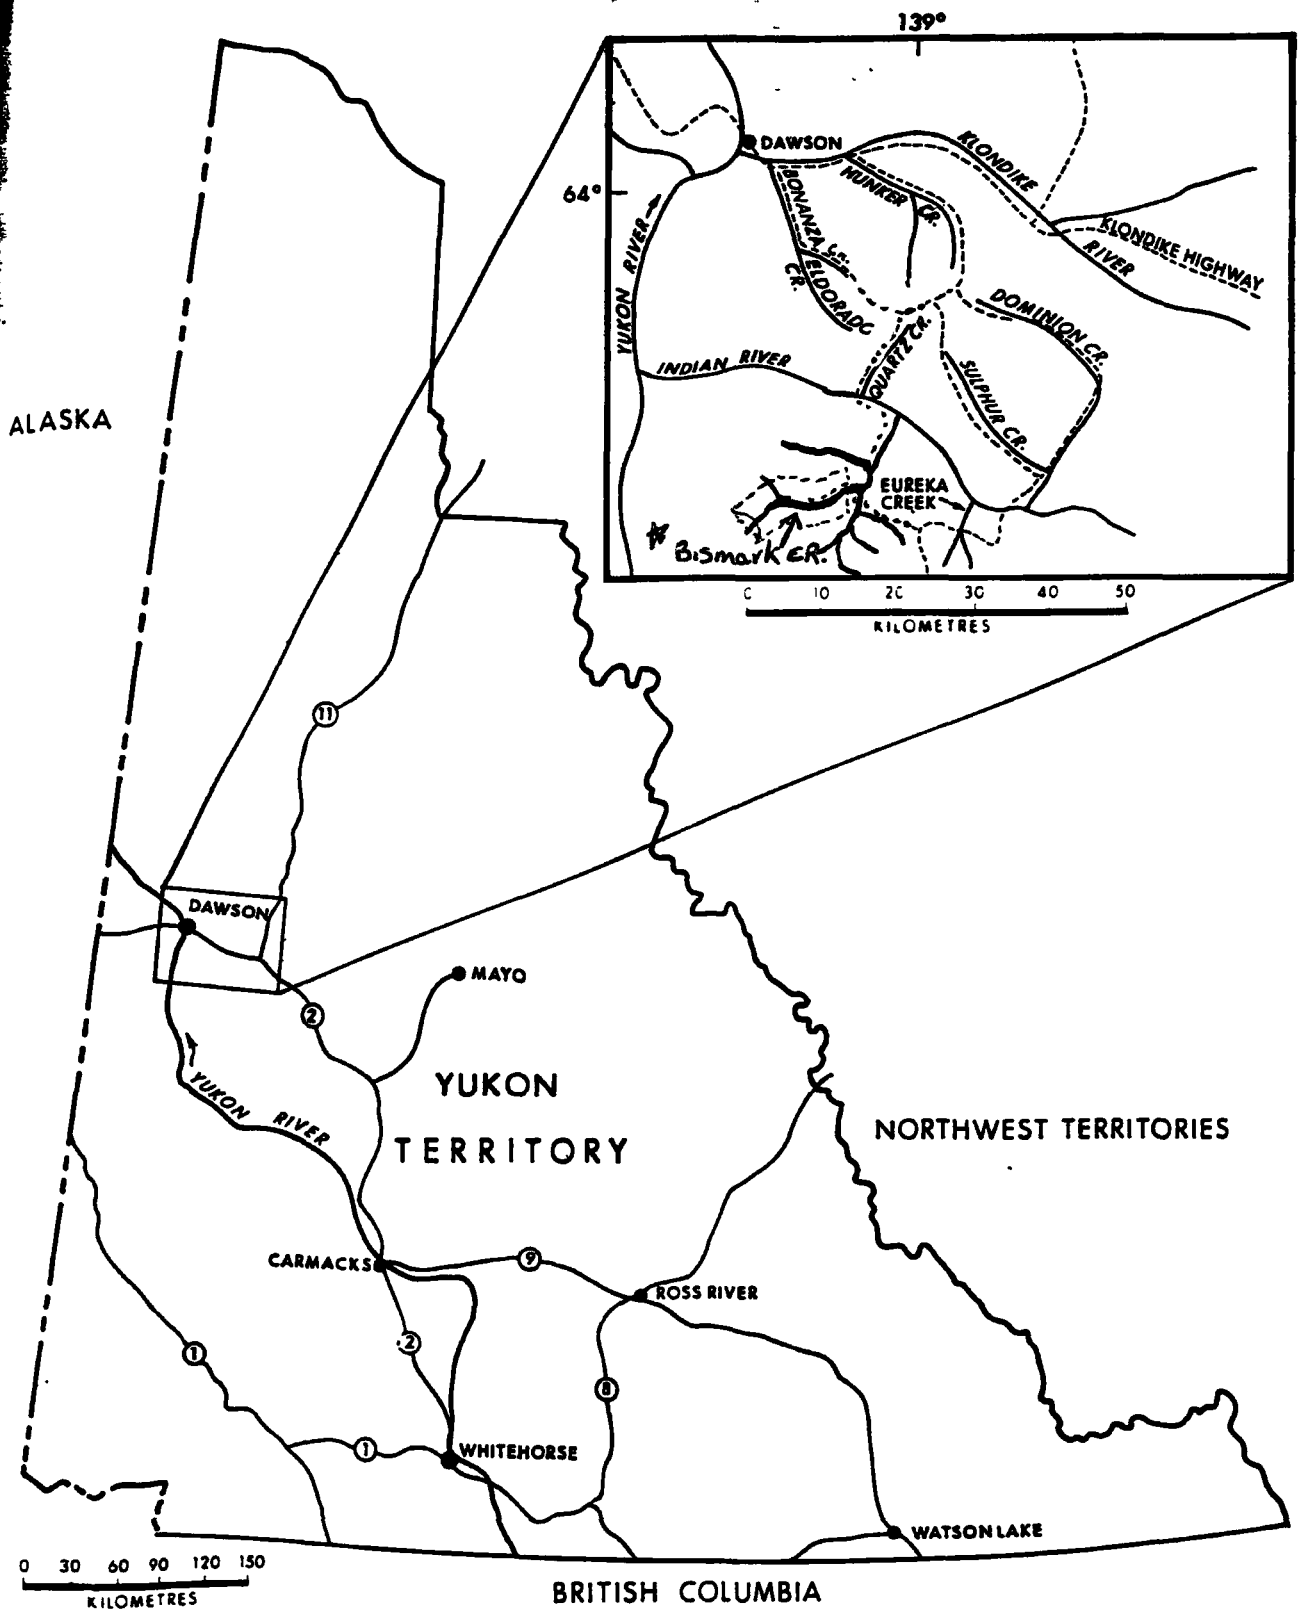 139°
DAWSON
KLONDIKE
64°
HUNKER
CR.
BONANZA CR.
YUKON RIVER
KLONDIKE HIGHWAY
RIVER
ELDORADO
CR.
DOMINION CR.
QUARTZ CR.
INDIAN RIVER
SULPHUR CR.
ALASKA
EUREKA
CREEK
Bismark CR.
0 10 20 30 40 50
KILOMETRES
11
DAWSON
MAYO
2
YUKON
TERRITORY
YUKON RIVER
NORTHWEST TERRITORIES
CARMACKS
9
ROSS RIVER
2
1
8
1
WHITEHORSE
WATSON LAKE
0 30 60 90 120 150
KILOMETRES
BRITISH COLUMBIA